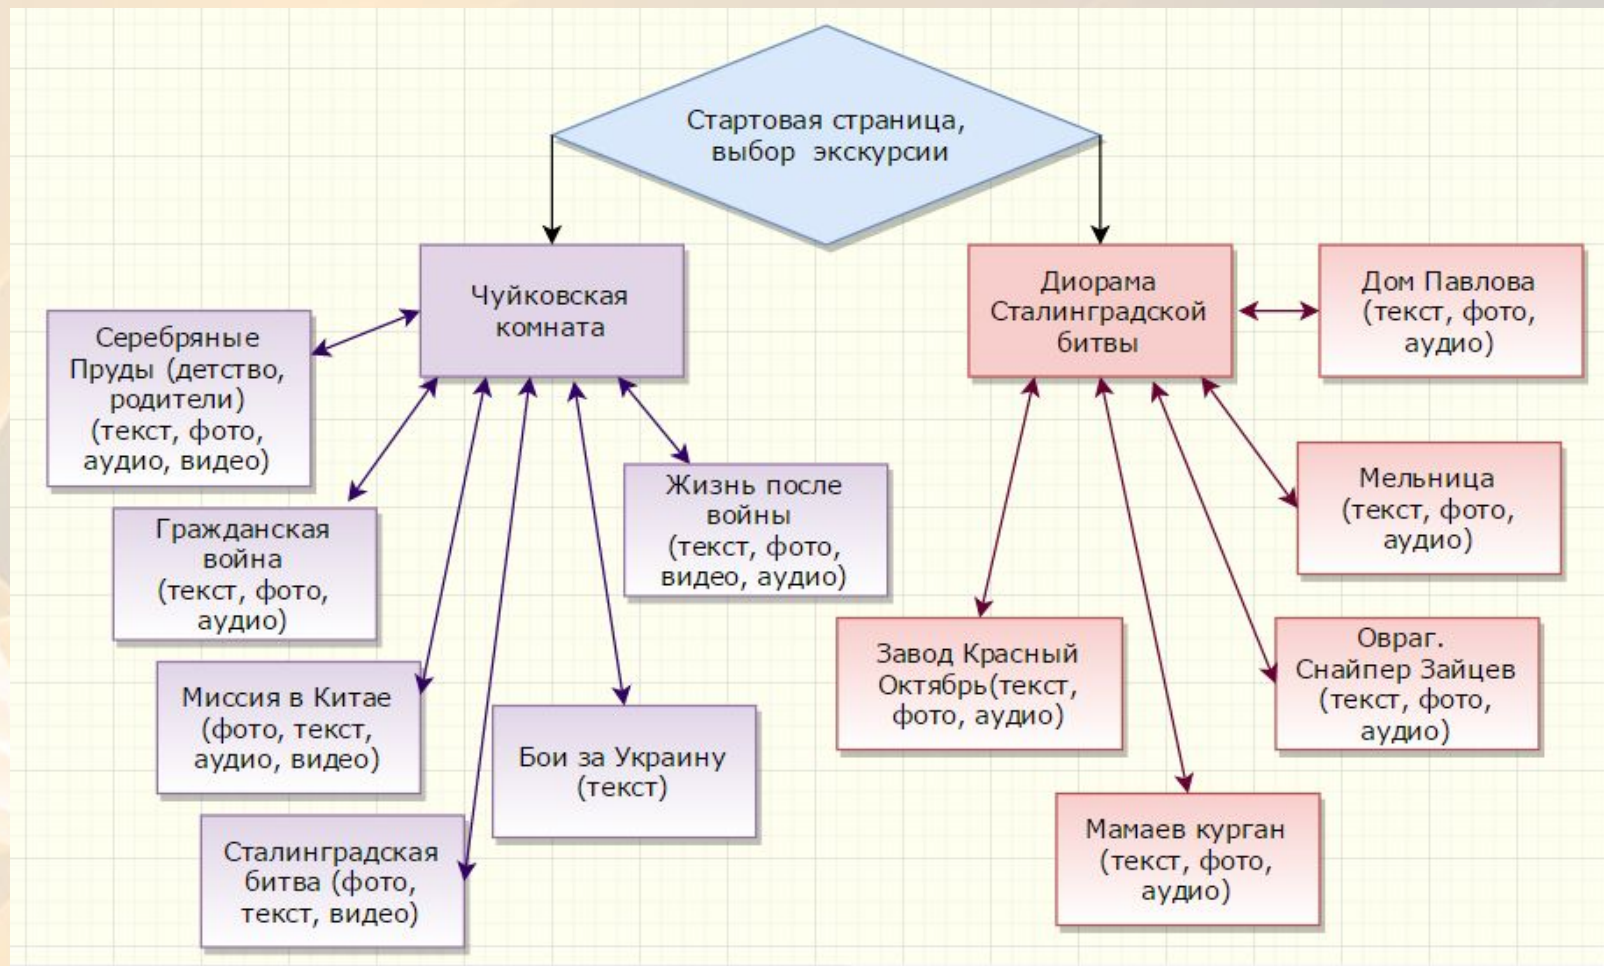 Стартовая страница,
выбор экскурсии
Чуйковская
комната
Серебряные
Пруды (детство,
родители)
(текст, фото,
аудио, видео)
Гражданская
война
(текст, фото,
аудио)
Миссия в Китае
(фото, текст,
аудио, видео)
Сталинградская
битва (фото,
текст, видео)
Бои за Украину
(текст)
Жизнь после
войны
(текст, фото,
видео, аудио)
Диорама
Сталинградской
битвы
Дом Павлова
(текст, фото,
аудио)
Мельница
(текст, фото,
аудио)
Овраг.
Снайпер Зайцев
(текст, фото,
аудио)
Завод Красный
Октябрь(текст,
фото, аудио)
Мамаев курган
(текст, фото,
аудио)